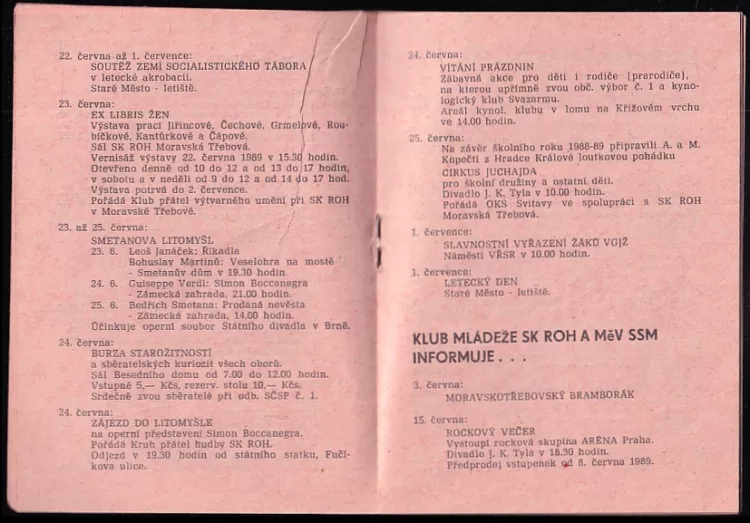 22. června až 1. července:
SOUTĚŽ ZEMÍ SOCIALISTICKÉHO TÁBORA
v letecké akrobacii.
Staré Město - letiště.
23. června:
EX LIBRIS ŽEN
Výstava prací Jiřincové, Čechové, Grmelové, Rou-
bíčkové, Kantůrkové a Čápové.
Sál SK ROH Moravská Třebová.
Vernisáž výstavy 22. června 1989 v 15.30 hodin.
Otevřeno denně od 10 do 12 a od 13 do 17 hodin,
v sobotu a v neděli od 9 do 12 a od 14 do 17 hod.
Výstava potrvá do 2. července.
Pořádá Klub přátel výtvarného umění při SK ROH
v Moravské Třebové.
23. až 25. června:
SMETANOVA LITOMYŠL
23. 6. Leoš Janáček: Říkadla
Bohuslav Martinů: Veselohra na mostě
- Smetanův dům v 19.30 hodin
24. 6. Guiseppe Verdi: Simon Boccanegra
- Zámecká zahrada, 21.00 hodin.
25. 6. Bedřich Smetana: Prodaná nevěsta
- Zámecká zahrada, 14.00 hodin.
Účinkuje operní soubor Státního divadla v Brně.
24. června:
BURZA STAROŽITNOSTÍ
a sběratelských kuriozit všech oborů.
Sál Besedního domu od 7.00 do 12.00 hodin.
Vstupné 5,— Kčs, rezerv. stolu 10,— Kčs.
Srdečně zvou sběratelé při odb. SČSP č. 1.
24. června:
ZÁJEZD DO LITOMYŠLE
na operní představení Simon Boccanegra.
Pořádá Kruh přátel hudby SK ROH.
Odjezd v 19.30 hodin od státního statku, Fučí-
kova ulice.
24. června:
VÍTÁNÍ PRÁZDNIN
Zábavná akce pro děti i rodiče (prarodiče),
na kterou upřímně zvou obč. výbor č. 1 a kyno-
logický klub Svazarmu.
Areál kynol. klubu v lomu na Křížovém vrchu
ve 14.00 hodin.
25. června:
Na závěr školního roku 1988-89 připravili A. a M.
Kopečtí z Hradce Králové loutkovou pohádku
CIRKUS JUCHAJDA
pro školní družiny a ostatní děti.
Divadlo J. K. Tyla v 10.00 hodin.
Pořádá OKS Svitavy ve spolupráci s SK ROH
Moravská Třebová.
1. července:
SLAVNOSTNÍ VYŘAZENÍ ŽÁKŮ VGJŽ
Náměstí VŘSR v 10.00 hodin.
1. července:
LETECKÝ DEN
Staré Město - letiště.
KLUB MLÁDEŽE SK ROH A MěV SSM
INFORMUJE . . .
3. června:
MORAVSKOTŘEBOVSKÝ BRAMBORÁK
15. června:
ROCKOVÝ VEČER
Vystoupí rocková skupina ARÉNA Praha.
Divadlo J. K. Tyla v 18.30 hodin.
Předprodej vstupenek od 8. června 1989.